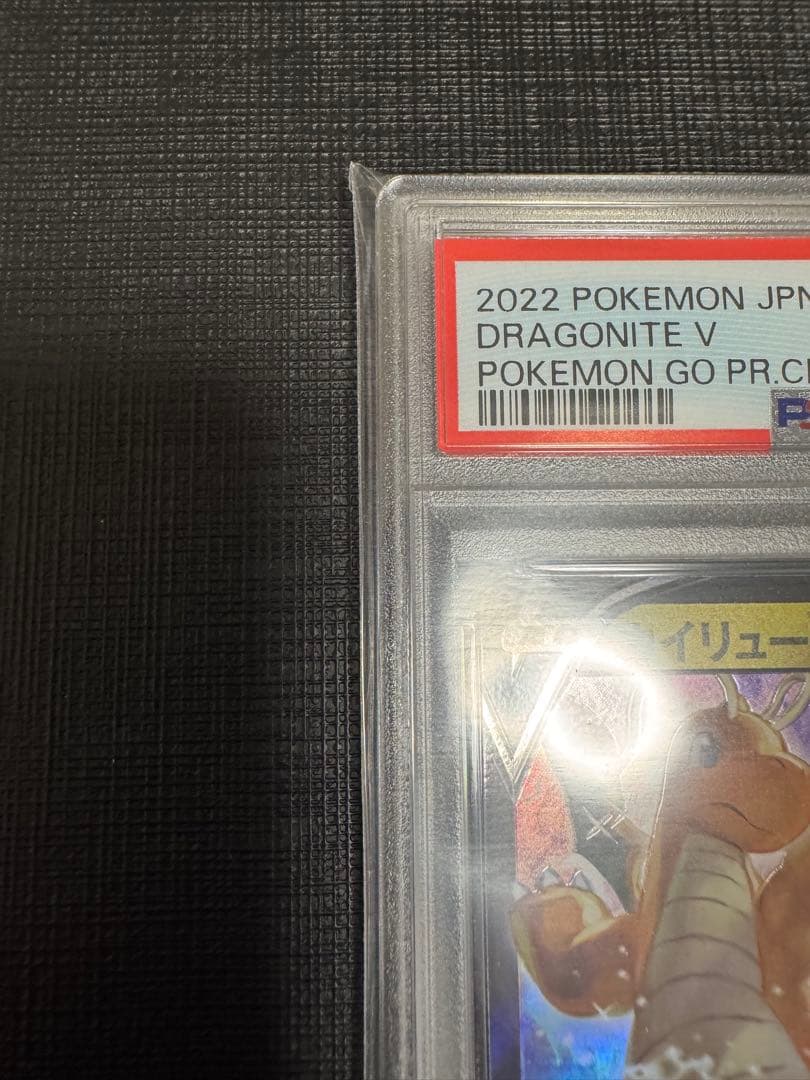 2022 POKEMON JPN
DRAGONITE V
POKEMON GO PR.C
イリュー
V